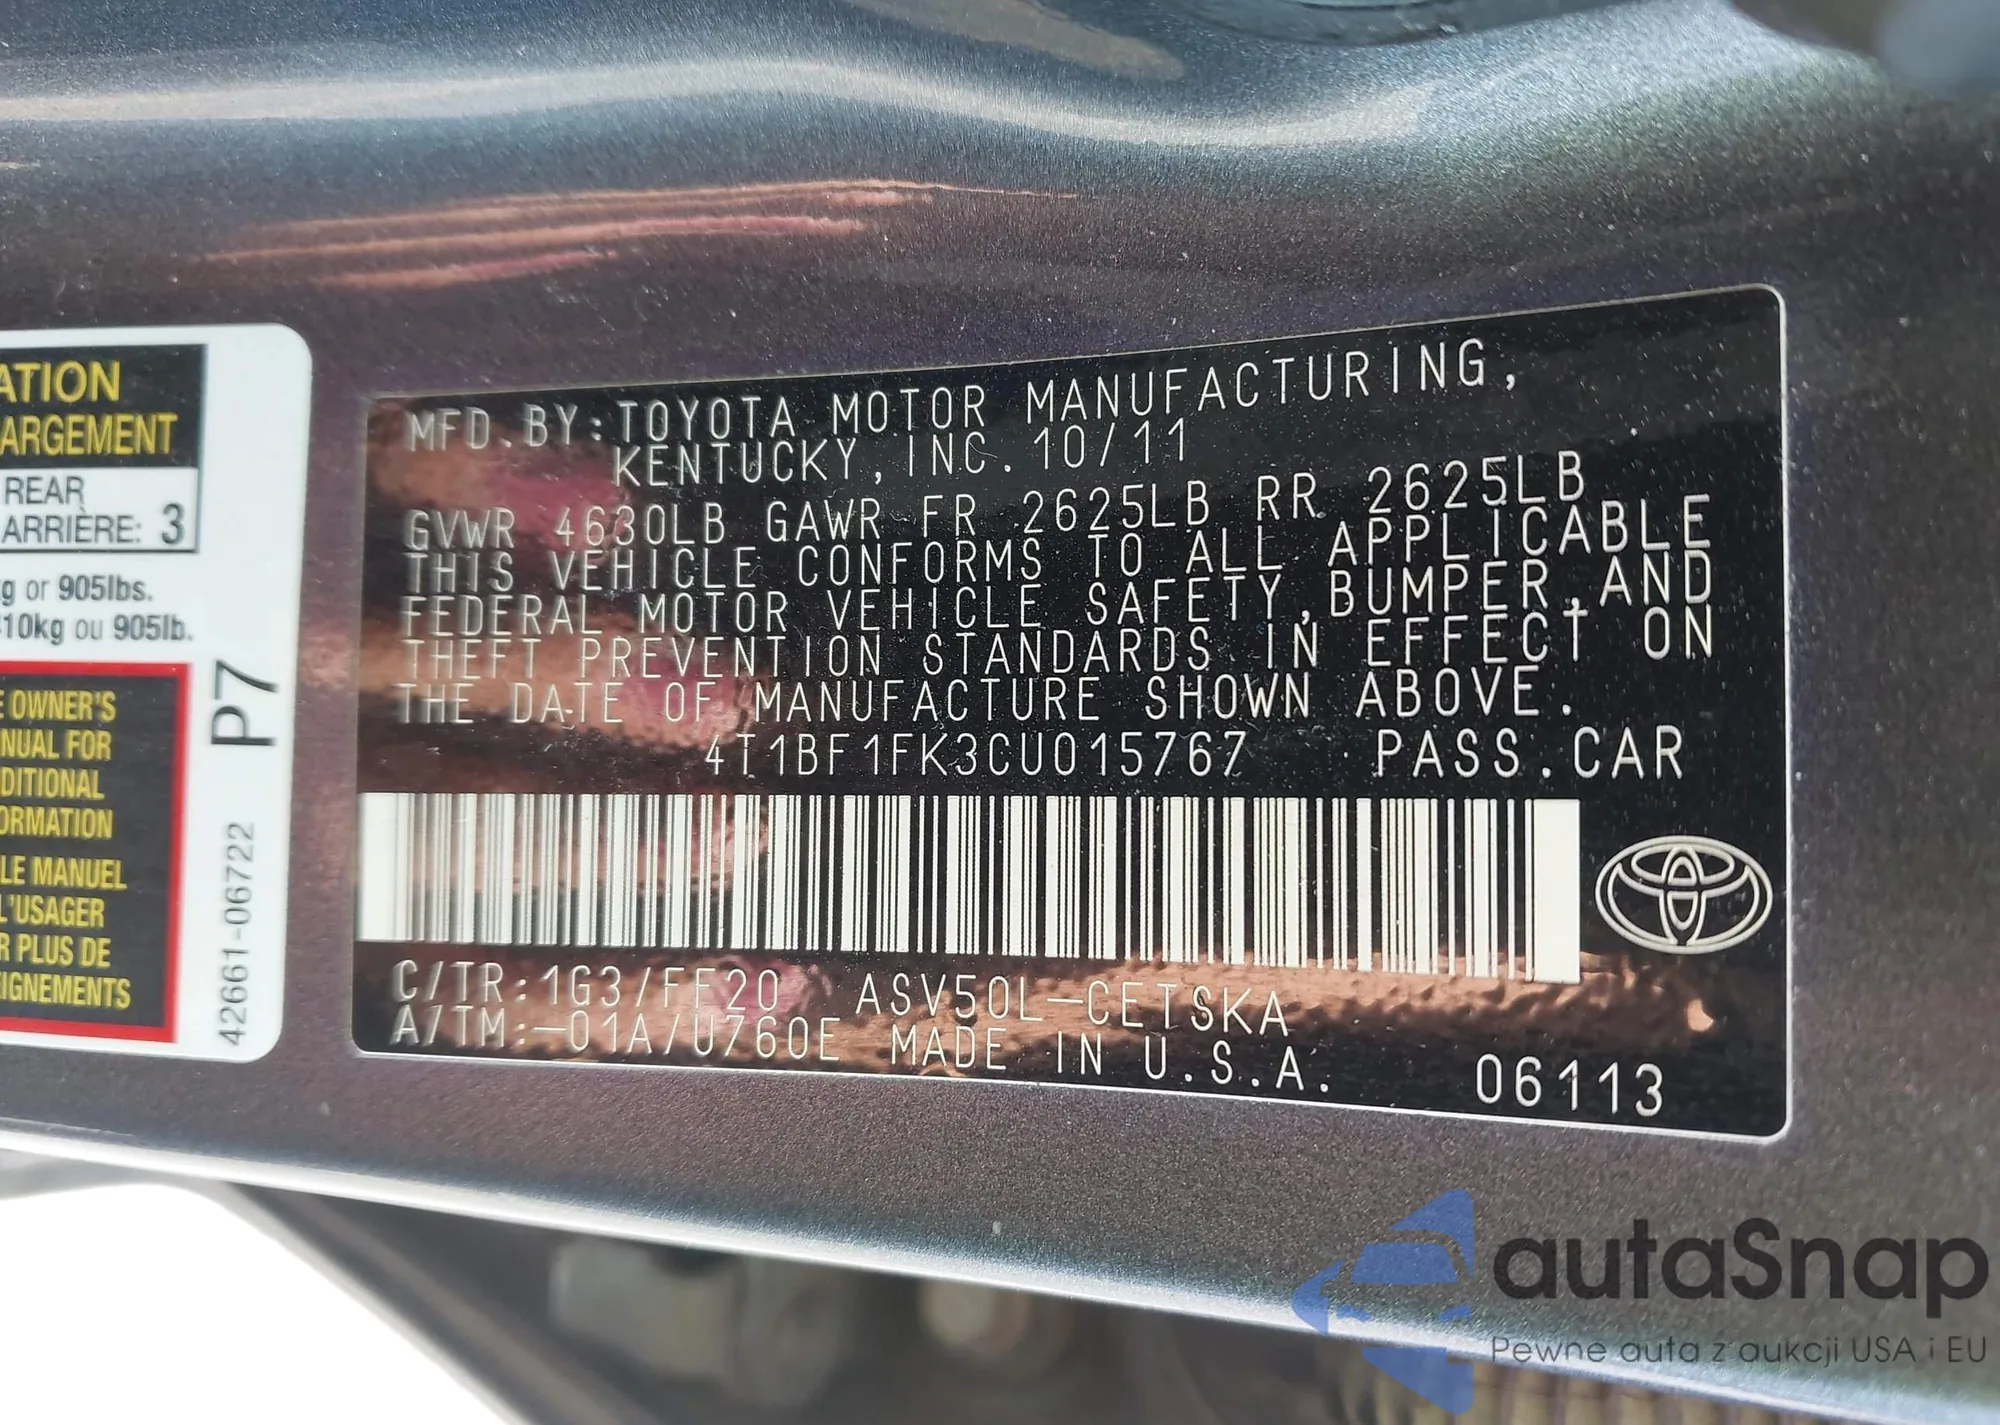 ATION
ARGEMENT
REAR
ARRIÈRE: 3
g or 905lbs.
10kg ou 905lb.
OWNER'S
NUAL FOR
DITIONAL
ORMATION
LE MANUEL
L'USAGER
R PLUS DE
EIGNEMENTS
P7
42661-06722
MFD.BY:TOYOTA MOTOR MANUFACTURING,
KENTUCKY,INC.10/11
GVWR 4630LB GAWR FR 2625LB RR 2625LB
THIS VEHICLE CONFORMS TO ALL APPLICABLE
FEDERAL MOTOR VEHICLE SAFETY,BUMPER,AND
THEFT PREVENTION STANDARDS IN EFFECT ON
THE DATE OF MANUFACTURE SHOWN ABOVE.
4T1BF1FK3CU015767 PASS.CAR
C/TR:1G3/FF20 ASV50L-CETSKA
A/TM:-01A/U760E MADE IN U.S.A. 06113
autaSnap
Pewne auta z aukcji USA i EU